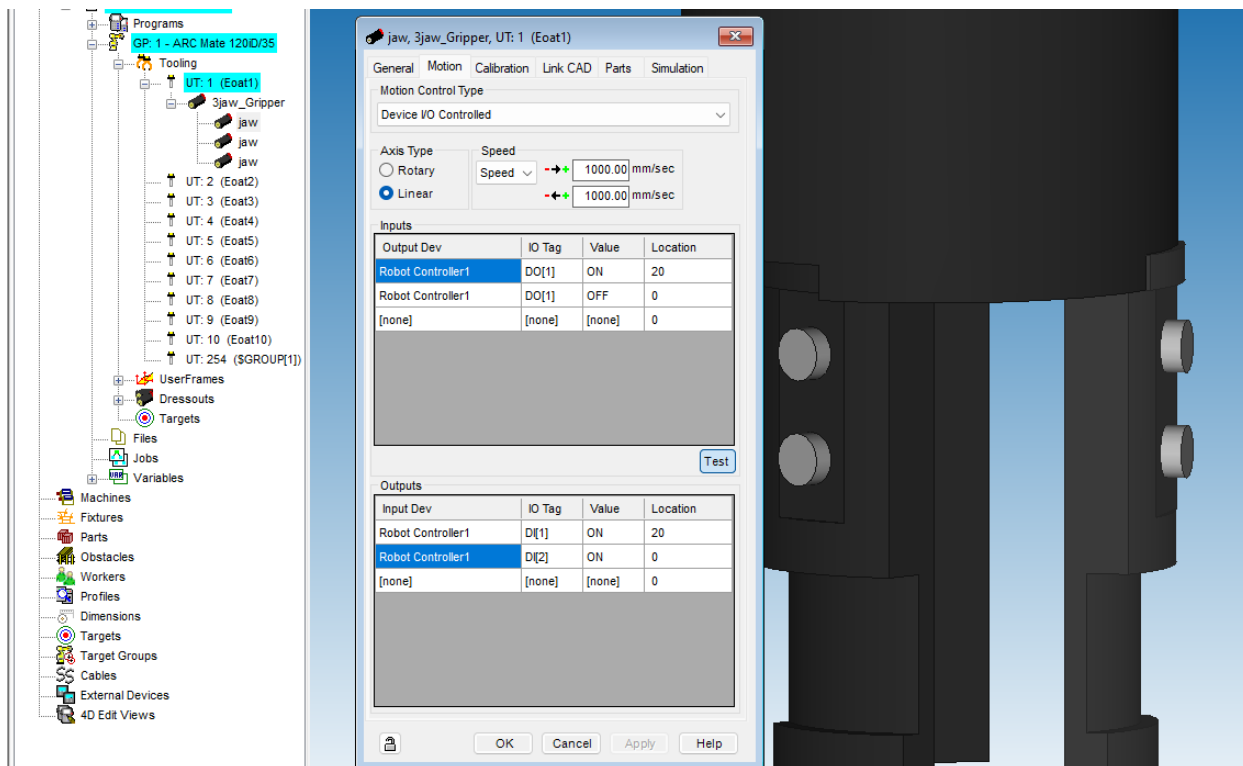 Programs
GP: 1 - ARC Mate 120iD/35
Tooling
UT: 1 (Eoat1)
3jaw_Gripper
jaw
jaw
jaw
UT: 2 (Eoat2)
UT: 3 (Eoat3)
UT: 4 (Eoat4)
UT: 5 (Eoat5)
UT: 6 (Eoat6)
UT: 7 (Eoat7)
UT: 8 (Eoat8)
UT: 9 (Eoat9)
UT: 10 (Eoat10)
UT: 254 ($GROUP[1])
UserFrames
Dressouts
Targets
Files
Jobs
Variables
Machines
Fixtures
Parts
Obstacles
Workers
Profiles
Dimensions
Targets
Target Groups
Cables
External Devices
4D Edit Views
jaw, 3jaw_Gripper, UT: 1 (Eoat1)
General Motion Calibration Link CAD Parts Simulation
Motion Control Type
Device I/O Controlled
Axis Type Speed
Rotary Speed 1000.00 mm/sec
Linear 1000.00 mm/sec
Inputs
Output Dev IO Tag Value Location
Robot Controller1 DO[1] ON 20
Robot Controller1 DO[1] OFF 0
[none] [none] [none] 0
Test
Outputs
Input Dev IO Tag Value Location
Robot Controller1 DI[1] ON 20
Robot Controller1 DI[2] ON 0
[none] [none] [none] 0
OK Cancel Apply Help